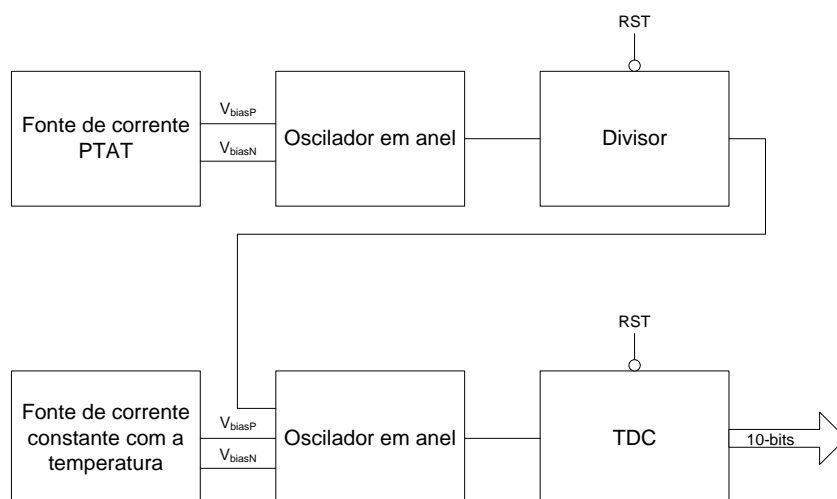 RST
Fonte de corrente
PTAT
VbiasP
VbiasN
Oscilador em anel
Divisor
RST
Fonte de corrente
constante com a
temperatura
VbiasP
VbiasN
Oscilador em anel
TDC
10-bits